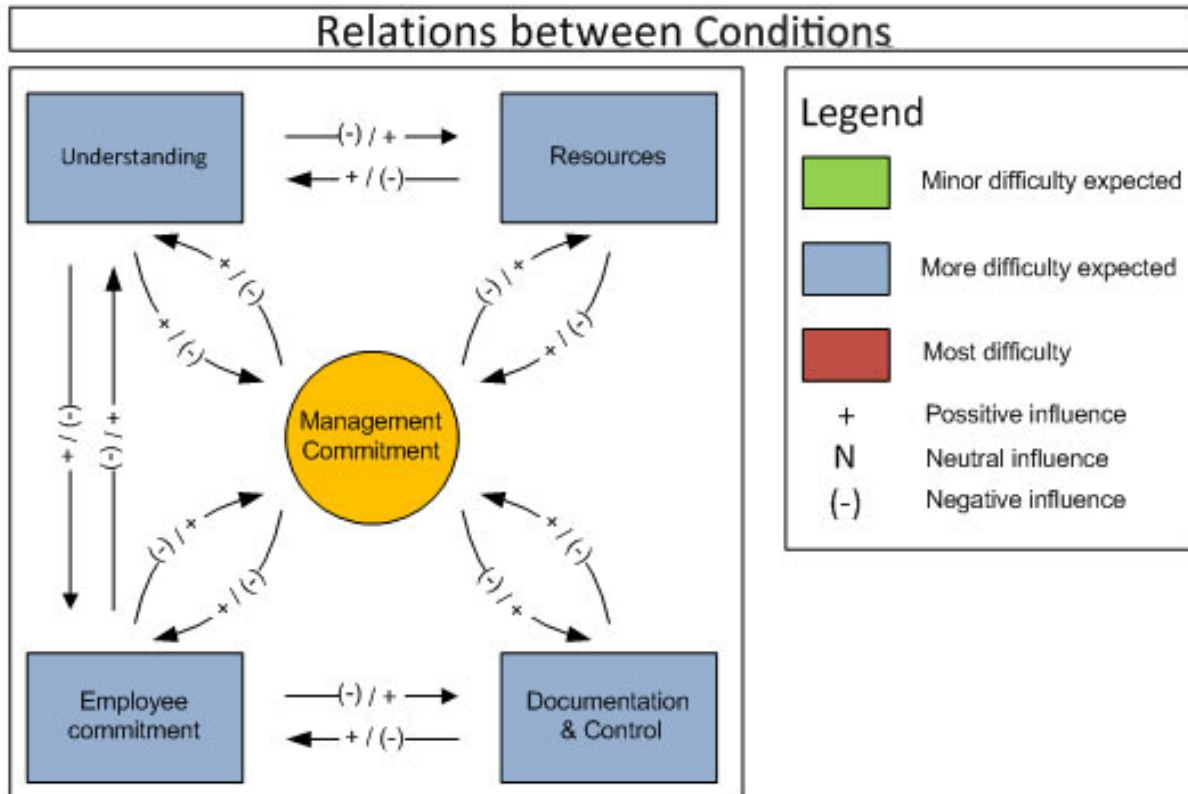 Relations between Conditions
Understanding
(-) / +
+ / (-)
Resources
+ / (-)
+ / (-)
(-) / +
+ / (-)
+ / (-)
(-) / +
Management
Commitment
(-) / +
+ / (-)
+ / (-)
(-) / +
Employee
commitment
(-) / +
+ / (-)
Documentation
& Control
Legend
Minor difficulty expected
More difficulty expected
Most difficulty
+ Possitive influence
N Neutral influence
(-) Negative influence